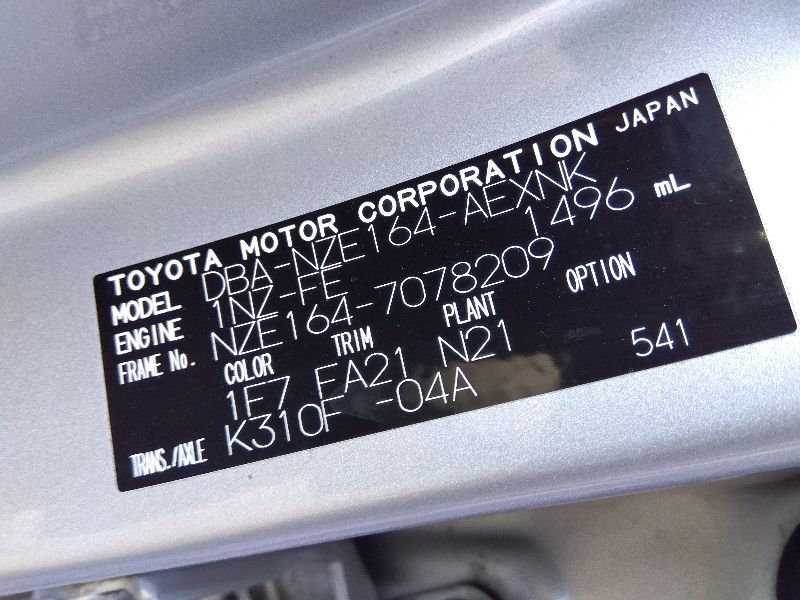 TOYOTA MOTOR CORPORATION JAPAN
MODEL DBA-NZE164-AEXNK
ENGINE 1NZ-FE 1496 mL
FRAME No. NZE164-7078209
COLOR TRIM PLANT OPTION
1F7 FA21 N21 541
TRANS./AXLE K310F -04A